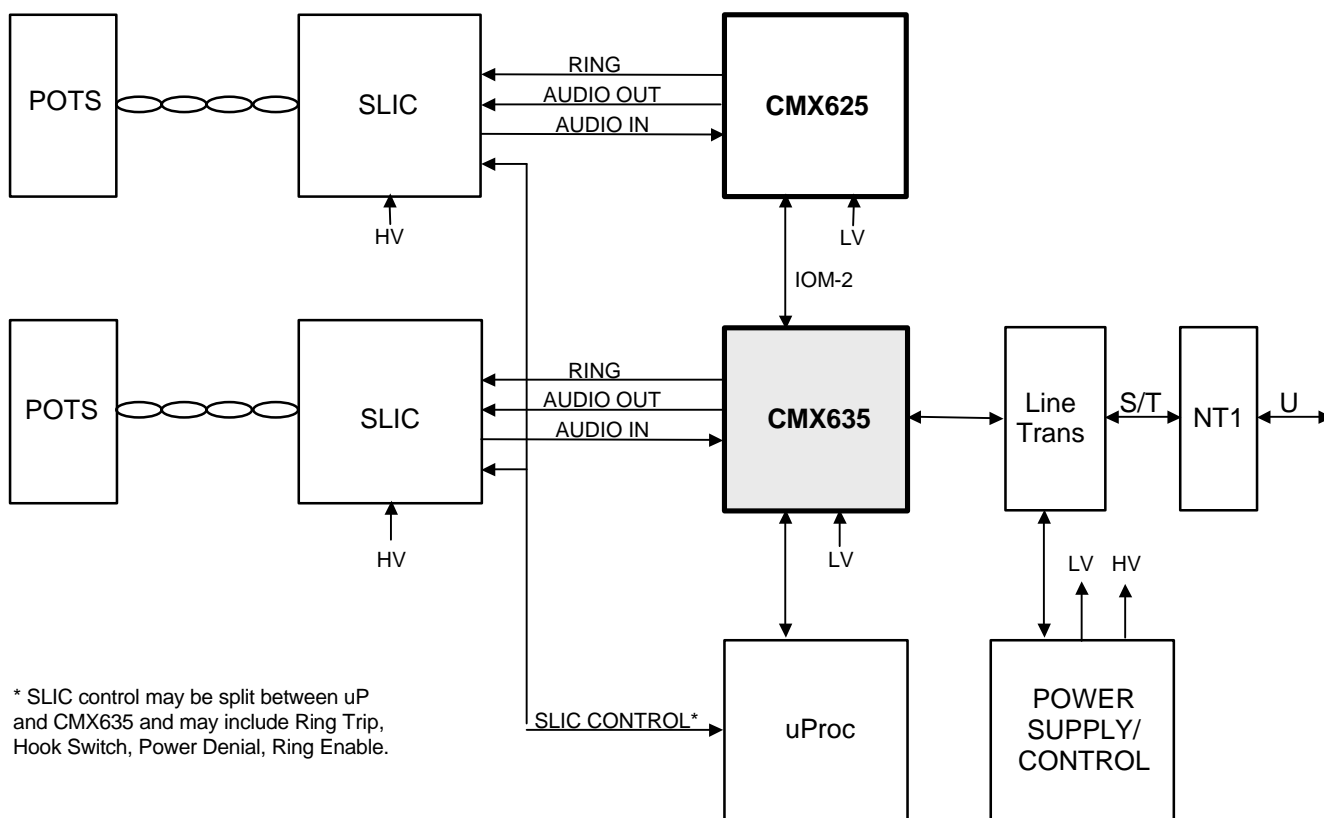 POTS
SLIC
RING
AUDIO OUT
AUDIO IN
CMX625
HV
LV
IOM-2
POTS
SLIC
RING
AUDIO OUT
AUDIO IN
CMX635
Line
Trans
S/T
NT1
U
HV
LV
LV
HV
* SLIC control may be split between uP
and CMX635 and may include Ring Trip,
Hook Switch, Power Denial, Ring Enable.
SLIC CONTROL*
uProc
POWER
SUPPLY/
CONTROL